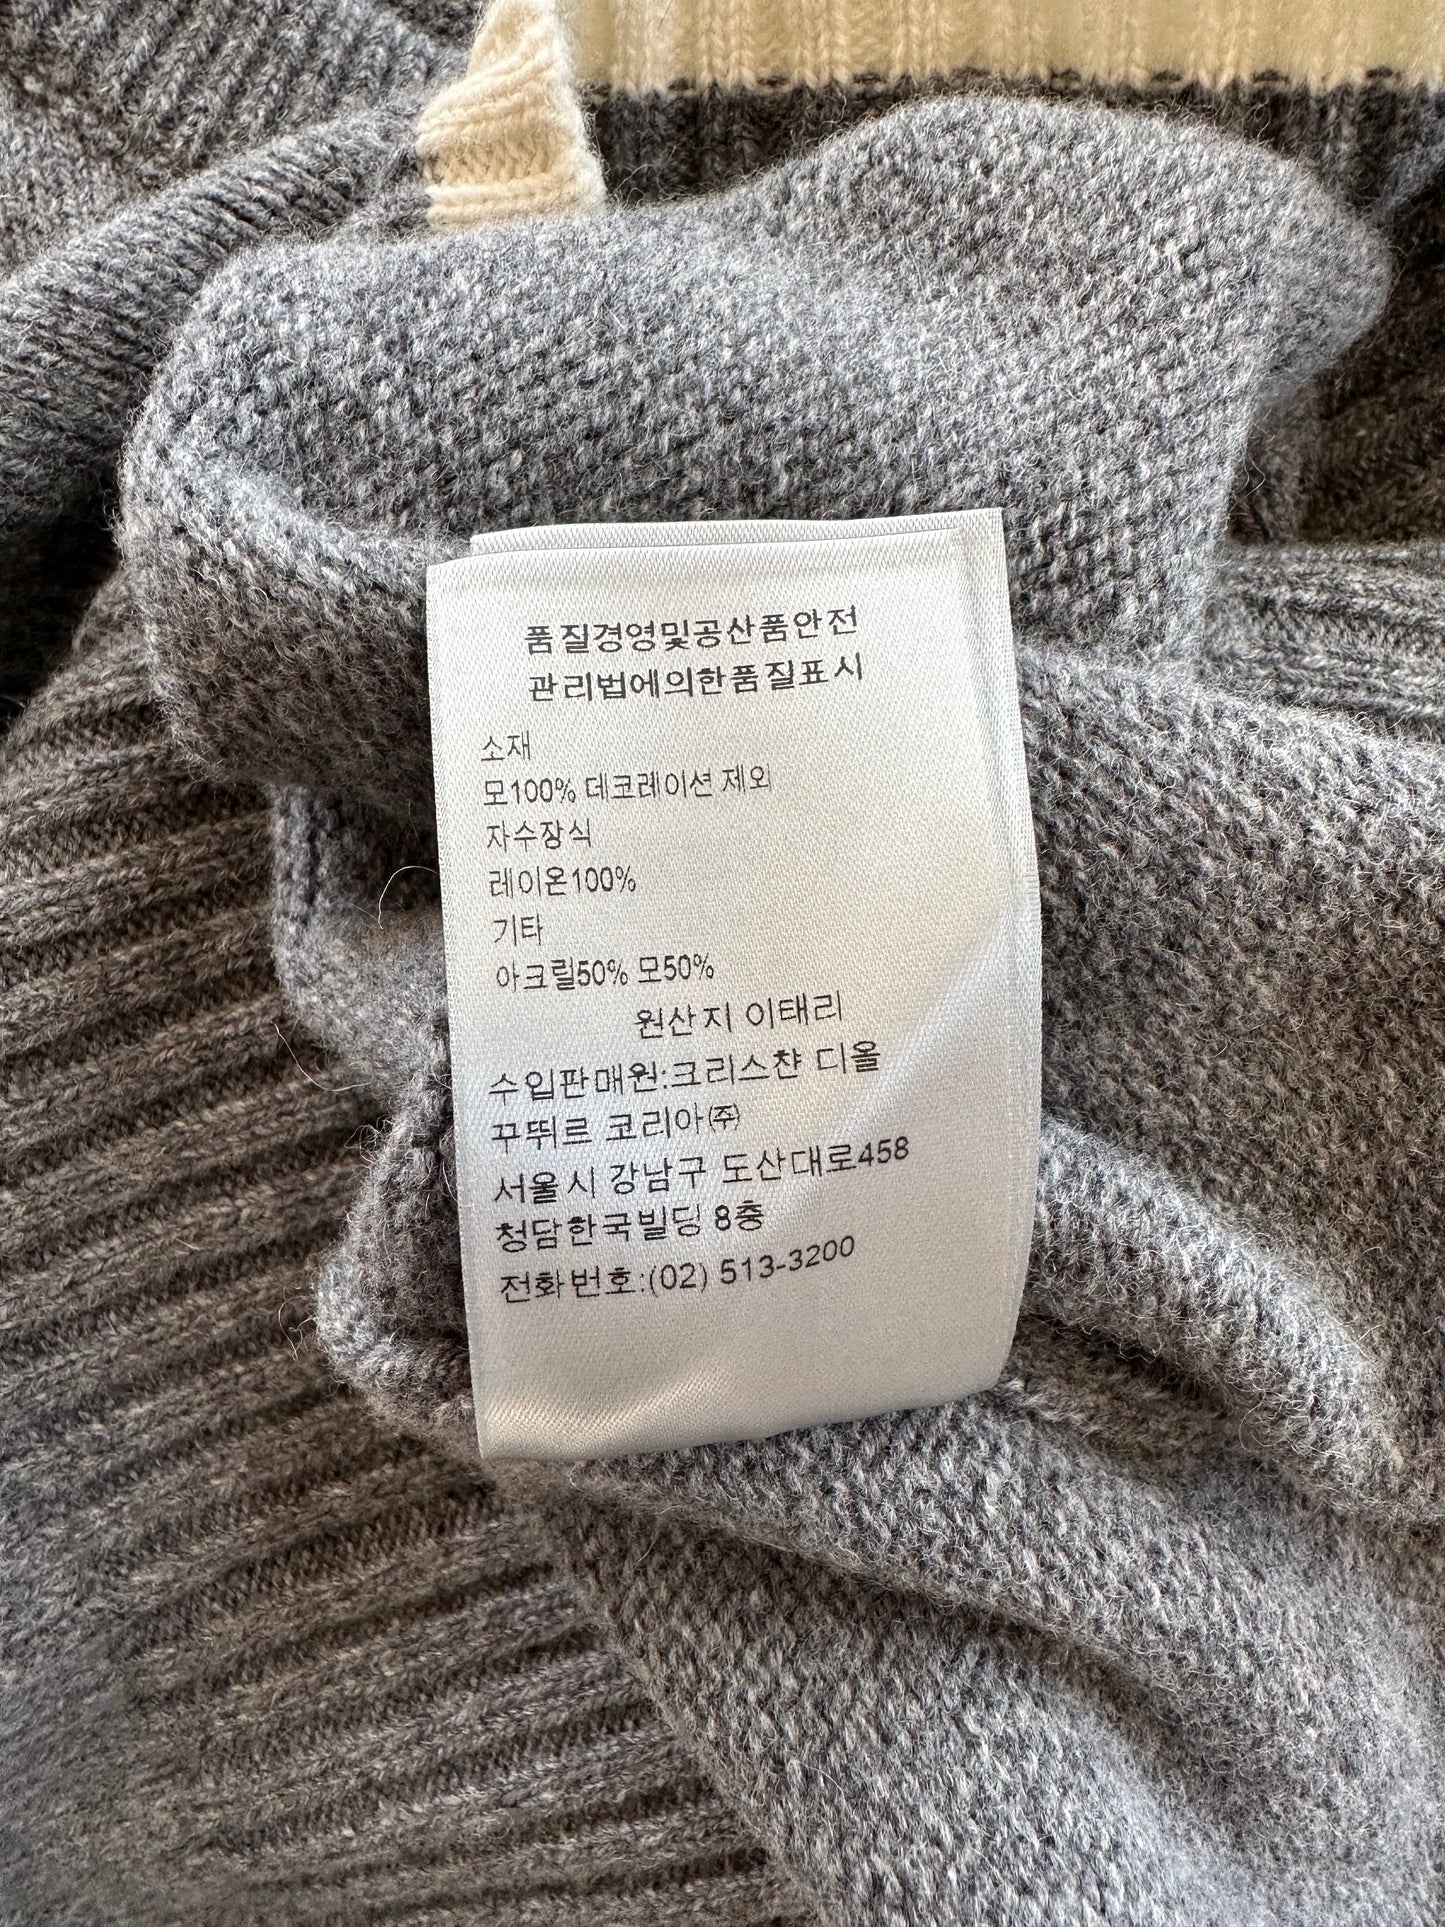 품질경영및공산품안전
관리법에의한품질표시
소재
모100% 데코레이션 제외
자수장식
레이온100%
기타
아크릴50% 모50%
원산지 이태리
수입판매원:크리스챤 디올
꾸뛰르 코리아㈜
서울시 강남구 도산대로458
청담한국빌딩 8층
전화번호:(02) 513-3200